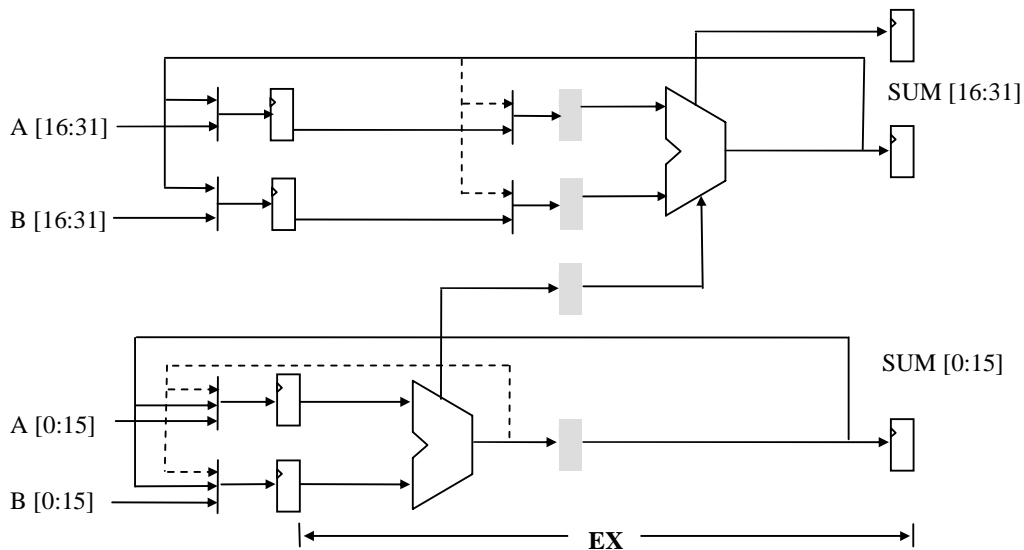 SUM [16:31]
A [16:31]
B [16:31]
SUM [0:15]
A [0:15]
B [0:15]
EX